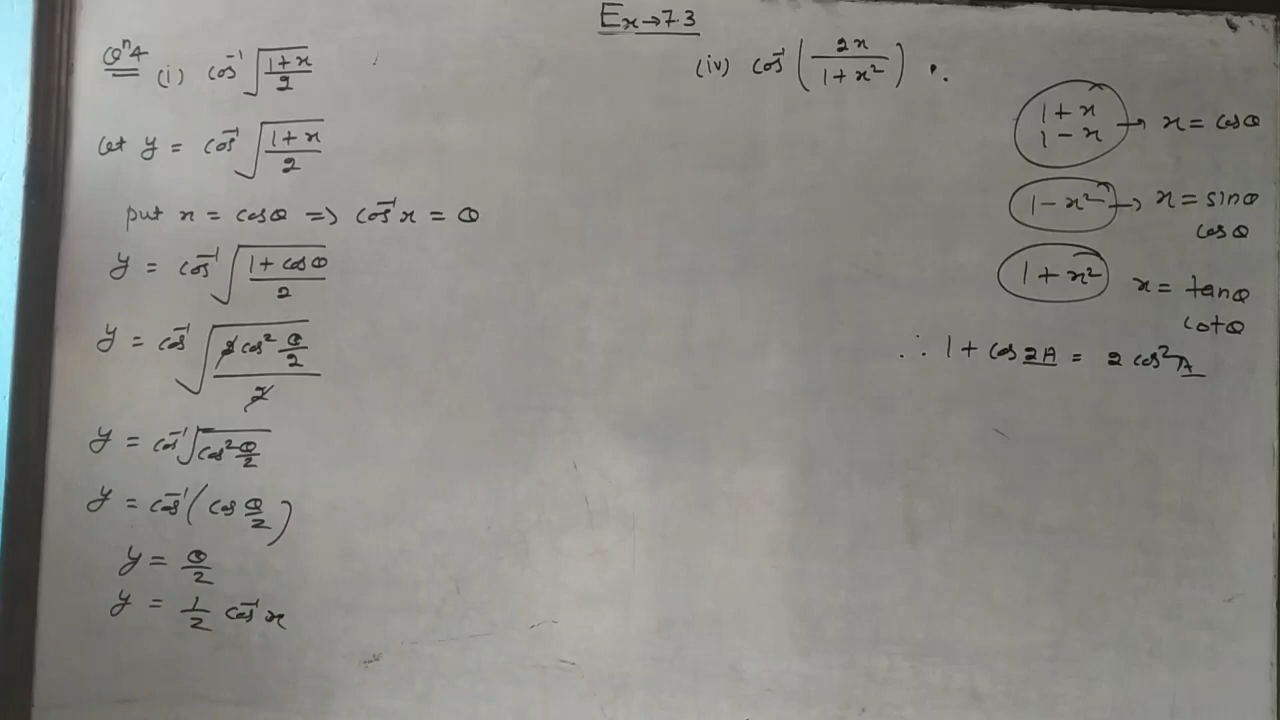 Ex→7.3
Qⁿ4 (i) cos⁻¹ √((1+x)/2)
Let y = cos⁻¹ √((1+x)/2)
put x = cosθ ⇒ cos⁻¹x = θ
y = cos⁻¹ √((1+cosθ)/2)
y = cos⁻¹ √((2cos² θ/2)/2)
y = cos⁻¹ √(cos² θ/2)
y = cos⁻¹ (cos θ/2)
y = θ/2
y = 1/2 cos⁻¹ x
(iv) cos⁻¹ (2x/(1+x²))
1+x
1-x → x = cosθ
1-x² → x = sinθ
cosθ
1+x² x = tanθ
cotθ
∴ 1+cos2A = 2cos²A